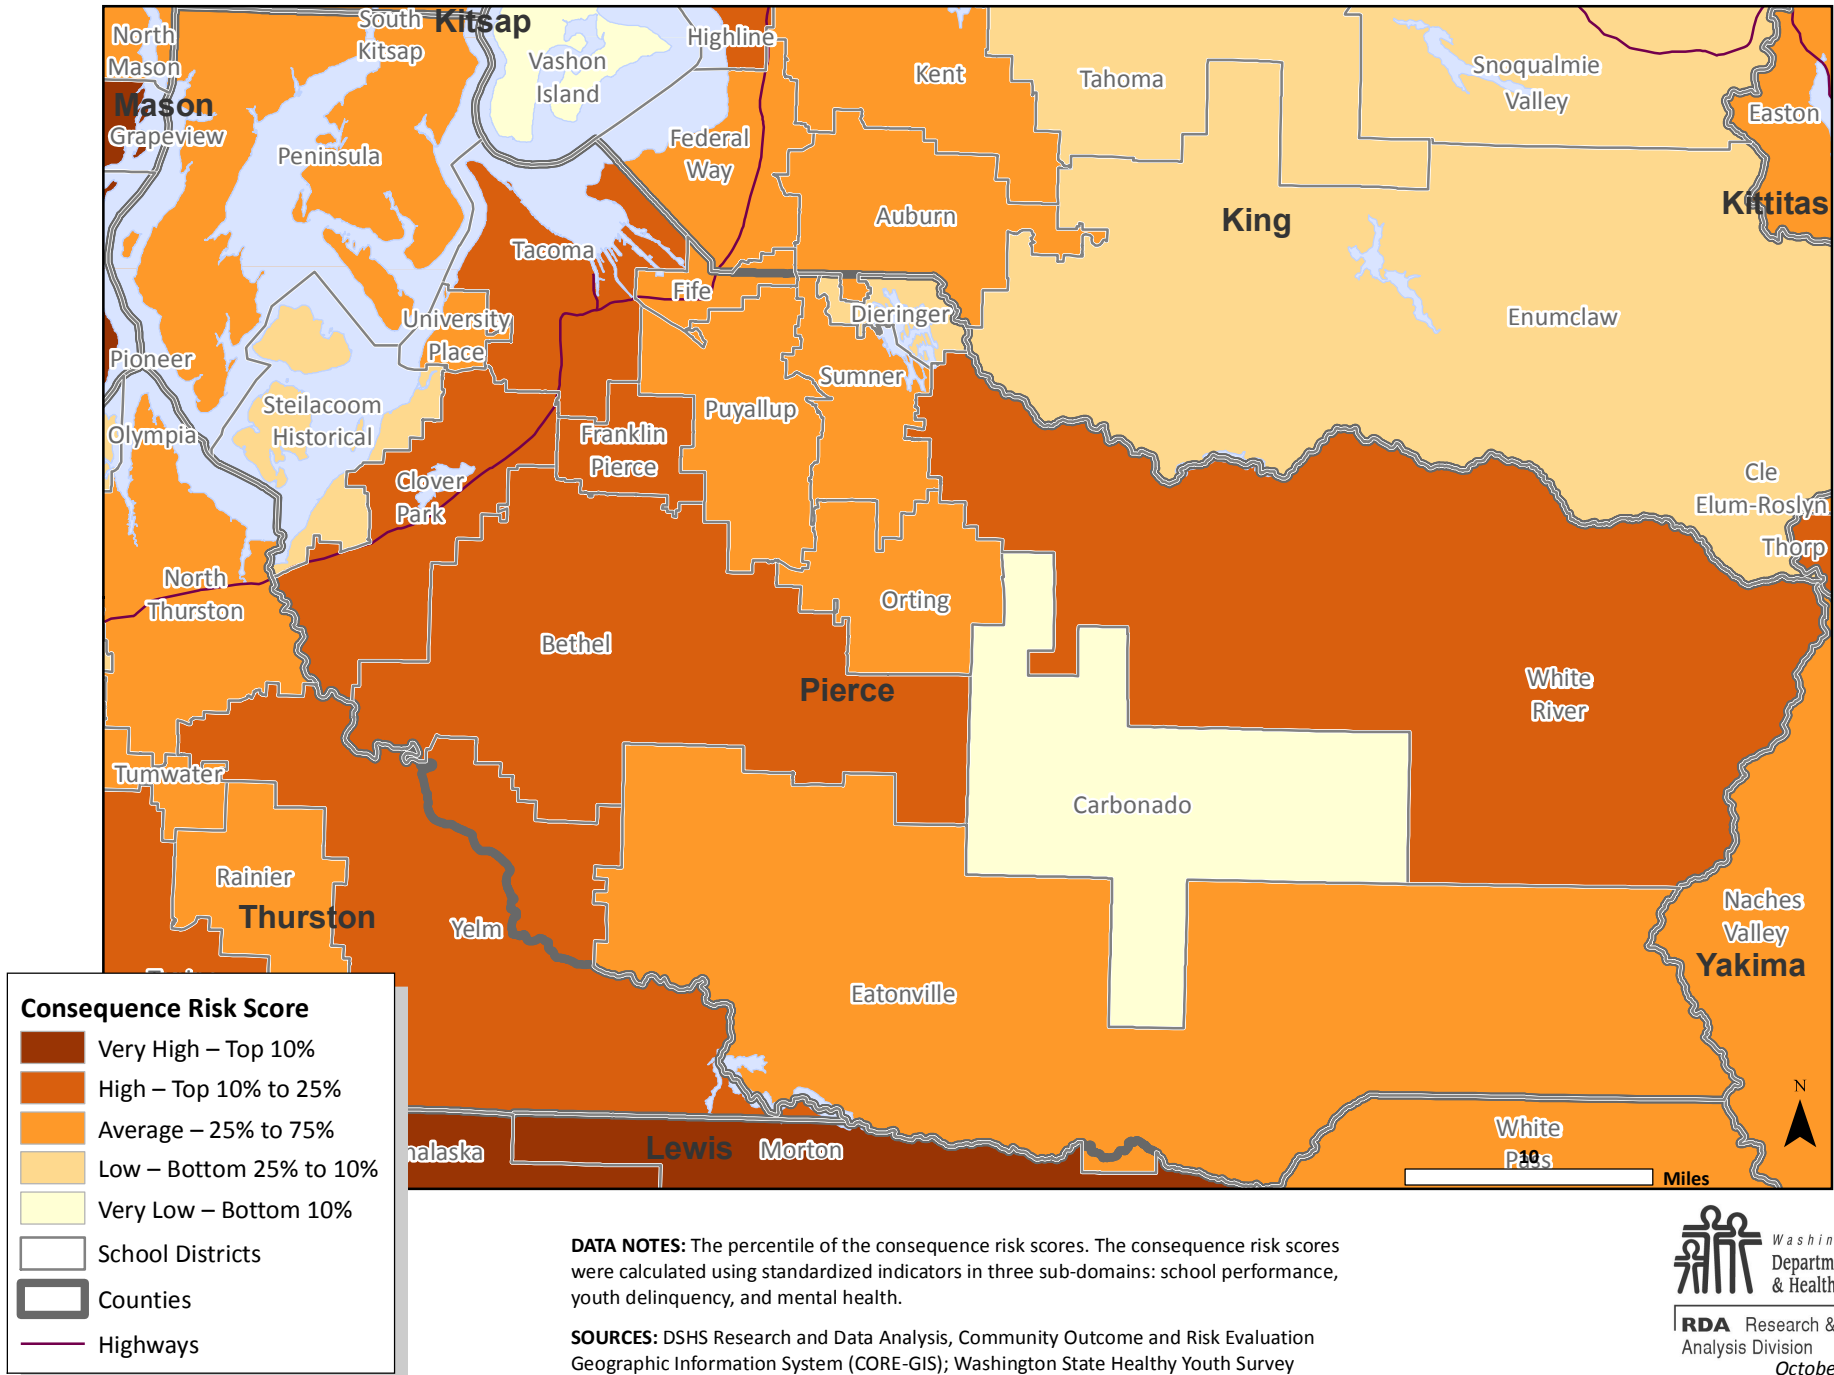 North
Mason
South
Kitsap
Kitsap
Vashon
Island
Highline
Kent
Tahoma
Snoqualmie
Valley
Easton
Mason
Grapeview
Peninsula
Federal
Way
Auburn
King
Kittitas
Tacoma
Fife
Dieringer
Enumclaw
University
Place
Pioneer
Sumner
Steilacoom
Historical
Puyallup
Olympia
Franklin
Pierce
Clover
Park
Cle
Elum-Roslyn
Thorp
North
Thurston
Orting
Bethel
Pierce
White
River
Tumwater
Carbonado
Rainier
Thurston
Yelm
Naches
Valley
Yakima
Eatonville
Consequence Risk Score
Very High – Top 10%
High – Top 10% to 25%
Average – 25% to 75%
Low – Bottom 25% to 10%
Very Low – Bottom 10%
School Districts
Counties
Highways
nalaska
Lewis
Morton
White
Pass
10
Miles
N
DATA NOTES: The percentile of the consequence risk scores. The consequence risk scores
were calculated using standardized indicators in three sub-domains: school performance,
youth delinquency, and mental health.
SOURCES: DSHS Research and Data Analysis, Community Outcome and Risk Evaluation
Geographic Information System (CORE-GIS); Washington State Healthy Youth Survey
Washin
Departm
& Health
RDA Research &
Analysis Division
Octobe